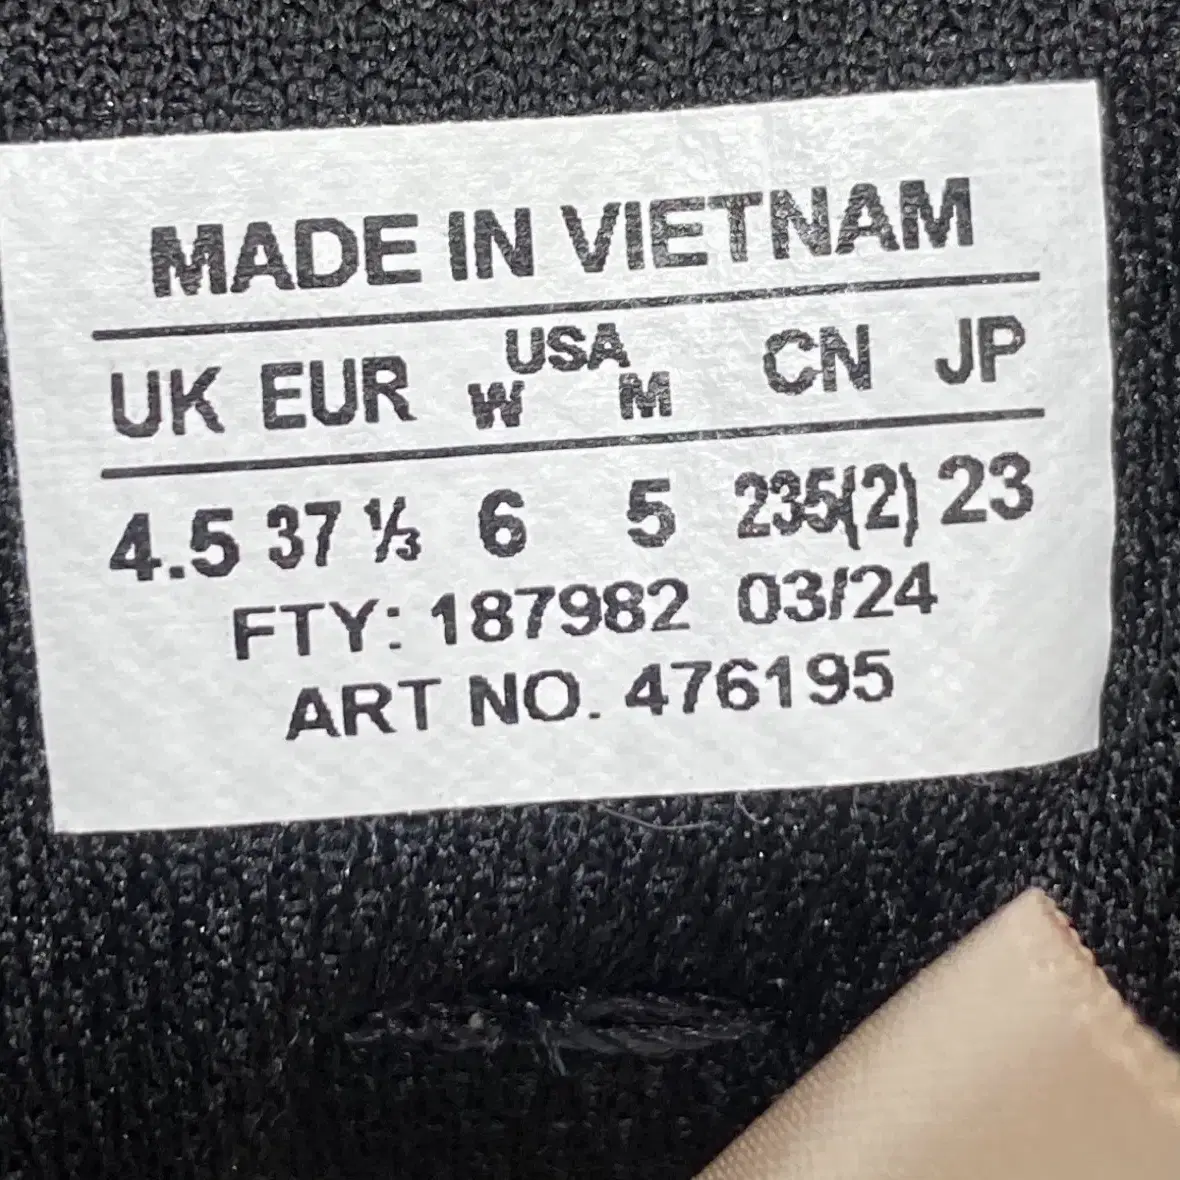 MADE IN VIETNAM
UK EUR USA W M CN JP
4.5 37 ⅓ 6 5 235(2) 23
FTY: 187982 03/24
ART NO. 476195